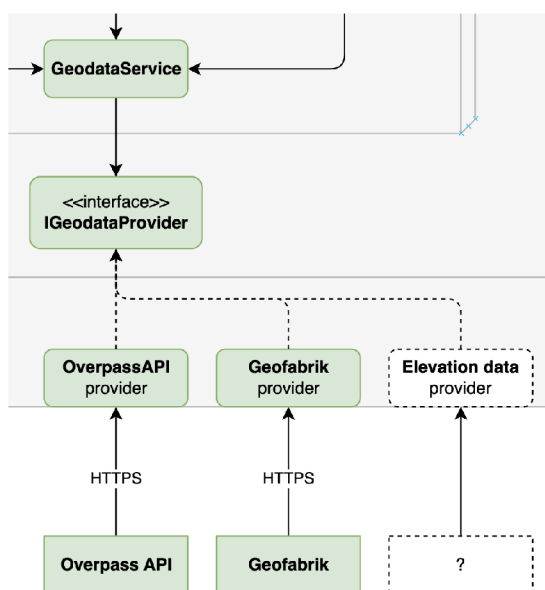 GeodataService
<<interface>>
IGeodataProvider
OverpassAPI
provider
Geofabrik
provider
Elevation data
provider
HTTPS
HTTPS
Overpass API
Geofabrik
?